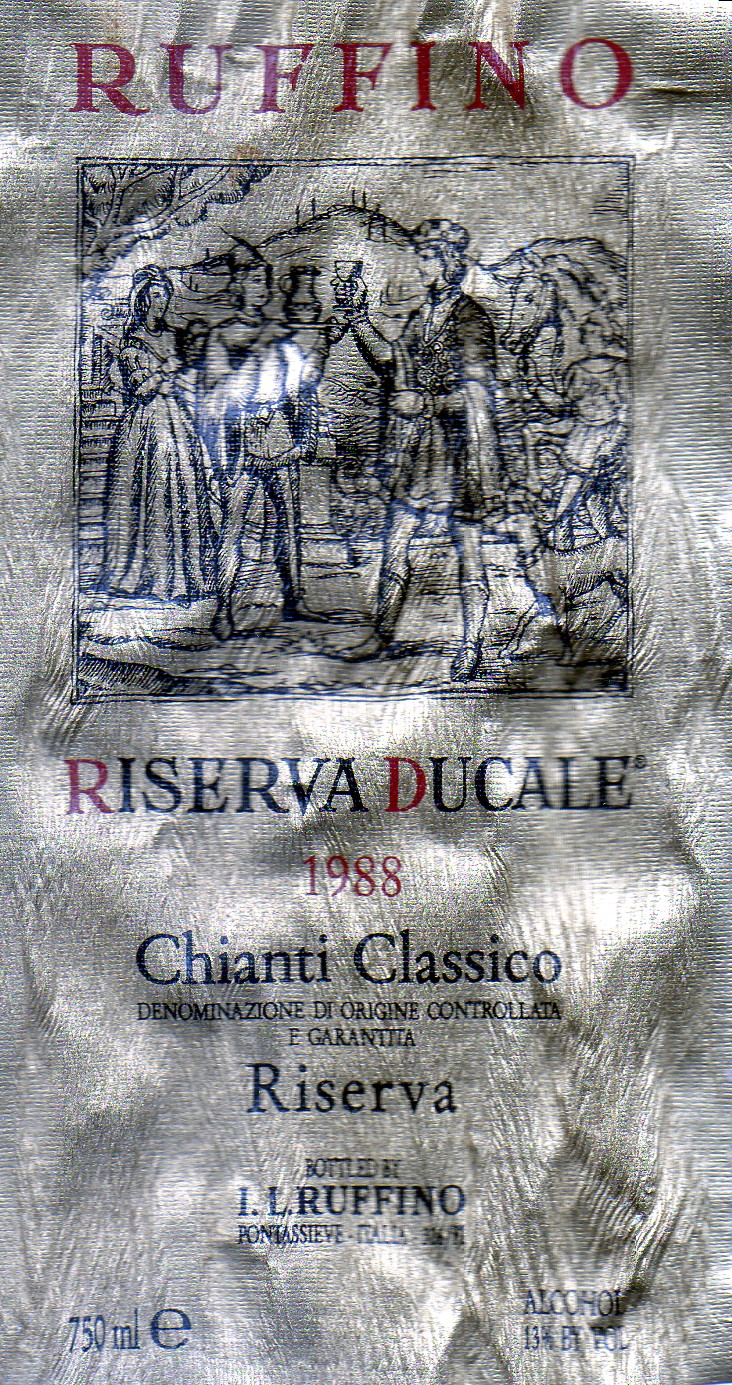 RUFFINO
RISERVA DUCALE®
1988
Chianti Classico
DENOMINAZIONE DI ORIGINE CONTROLLATA
E GARANTITA
Riserva
BOTTLED BY
I. L. RUFFINO
PONTASSIEVE - ITALIA
750 ml e
ALCOHOL
13% BY VOL